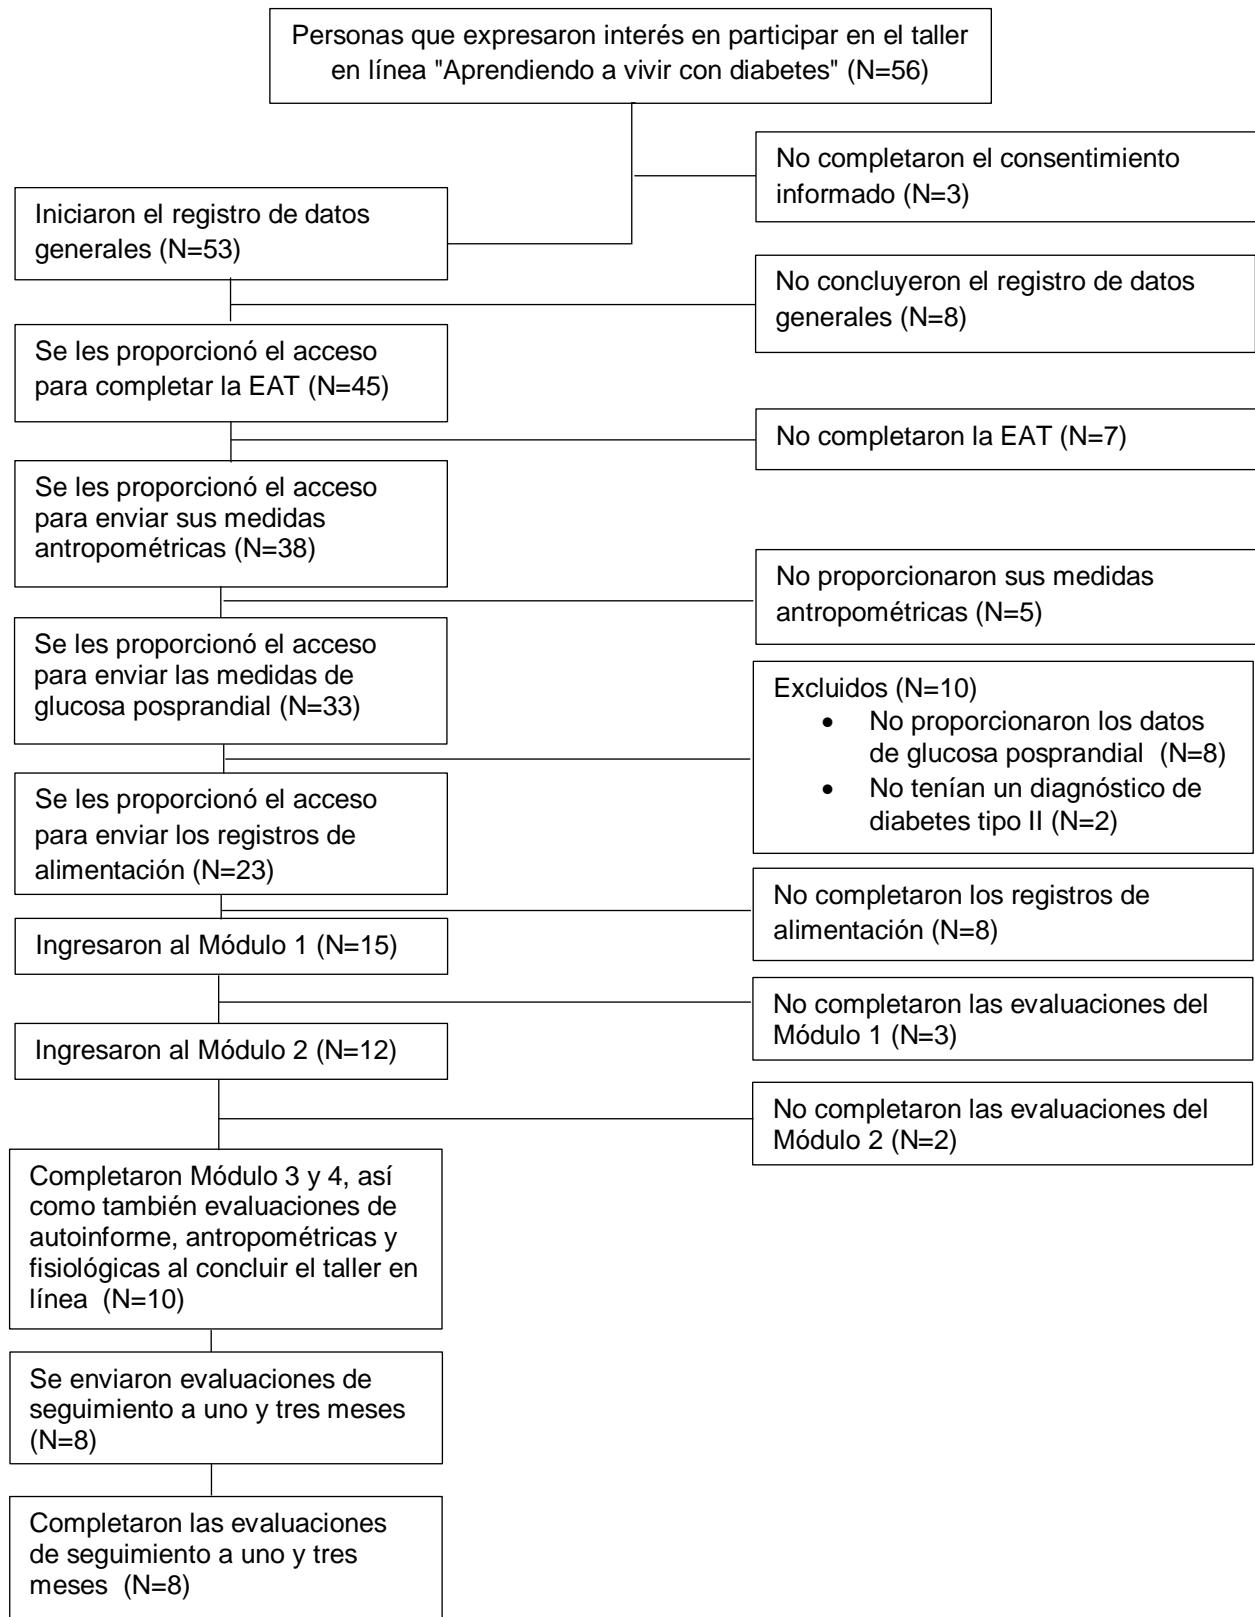 Personas que expresaron interés en participar en el taller
en línea "Aprendiendo a vivir con diabetes" (N=56)
No completaron el consentimiento
informado (N=3)
Iniciaron el registro de datos
generales (N=53)
No concluyeron el registro de datos
generales (N=8)
Se les proporcionó el acceso
para completar la EAT (N=45)
No completaron la EAT (N=7)
Se les proporcionó el acceso
para enviar sus medidas
antropométricas (N=38)
No proporcionaron sus medidas
antropométricas (N=5)
Se les proporcionó el acceso
para enviar las medidas de
glucosa posprandial (N=33)
Excluidos (N=10)
• No proporcionaron los datos
de glucosa posprandial (N=8)
• No tenían un diagnóstico de
diabetes tipo II (N=2)
Se les proporcionó el acceso
para enviar los registros de
alimentación (N=23)
No completaron los registros de
alimentación (N=8)
Ingresaron al Módulo 1 (N=15)
No completaron las evaluaciones del
Módulo 1 (N=3)
Ingresaron al Módulo 2 (N=12)
No completaron las evaluaciones del
Módulo 2 (N=2)
Completaron Módulo 3 y 4, así
como también evaluaciones de
autoinforme, antropométricas y
fisiológicas al concluir el taller en
línea (N=10)
Se enviaron evaluaciones de
seguimiento a uno y tres meses
(N=8)
Completaron las evaluaciones
de seguimiento a uno y tres
meses (N=8)